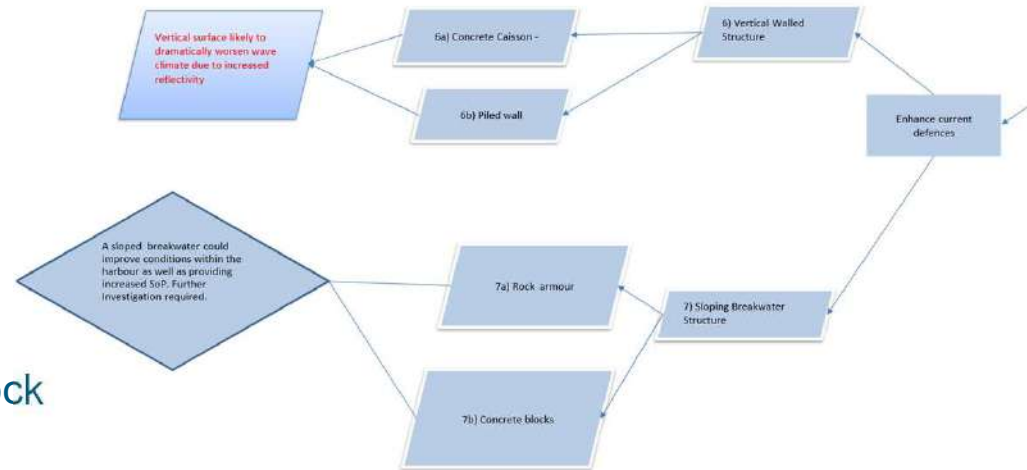 Vertical surface likely to
dramatically worsen wave
climate due to increased
reflectivity
6a) Concrete Caisson -
6) Vertical Walled
Structure
6b) Piled wall
Enhance current
defences
A sloped breakwater could
improve conditions within the
harbour as well as providing
increased SoP. Further
Investigation required.
7a) Rock armour
7) Sloping Breakwater
Structure
7b) Concrete blocks
ck